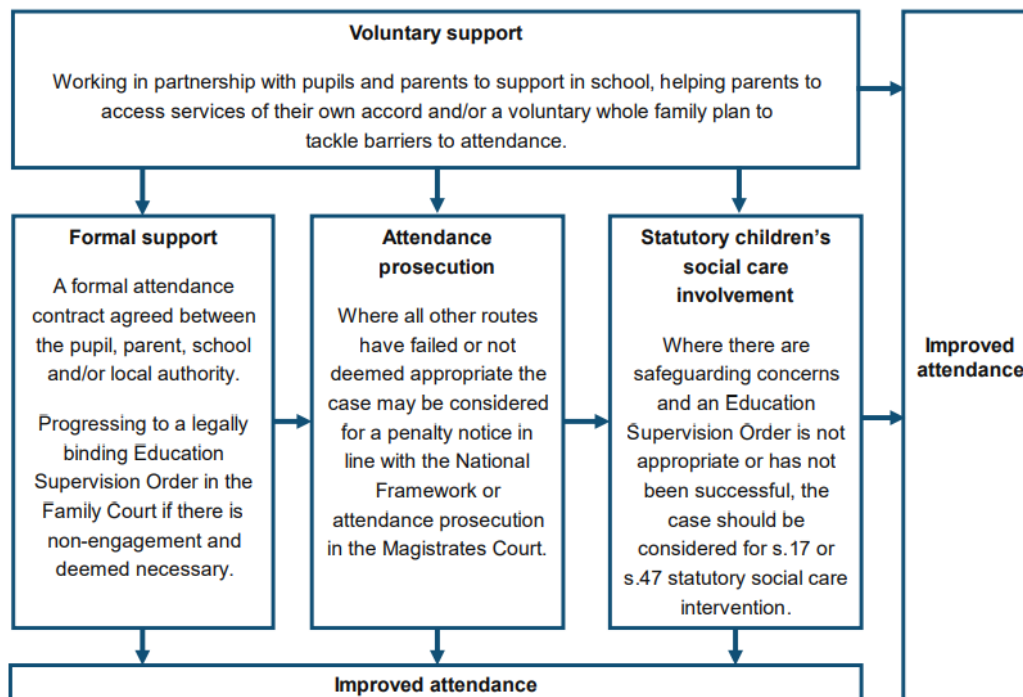 Voluntary support
Working in partnership with pupils and parents to support in school, helping parents to
access services of their own accord and/or a voluntary whole family plan to
tackle barriers to attendance.
Formal support
A formal attendance
contract agreed between
the pupil, parent, school
and/or local authority.
Progressing to a legally
binding Education
Supervision Order in the
Family Court if there is
non-engagement and
deemed necessary.
Attendance
prosecution
Where all other routes
have failed or not
deemed appropriate the
case may be considered
for a penalty notice in
line with the National
Framework or
attendance prosecution
in the Magistrates Court.
Statutory children’s
social care
involvement
Where there are
safeguarding concerns
and an Education
Supervision Order is not
appropriate or has not
been successful, the
case should be
considered for s.17 or
s.47 statutory social care
intervention.
Improved
attendance
Improved attendance